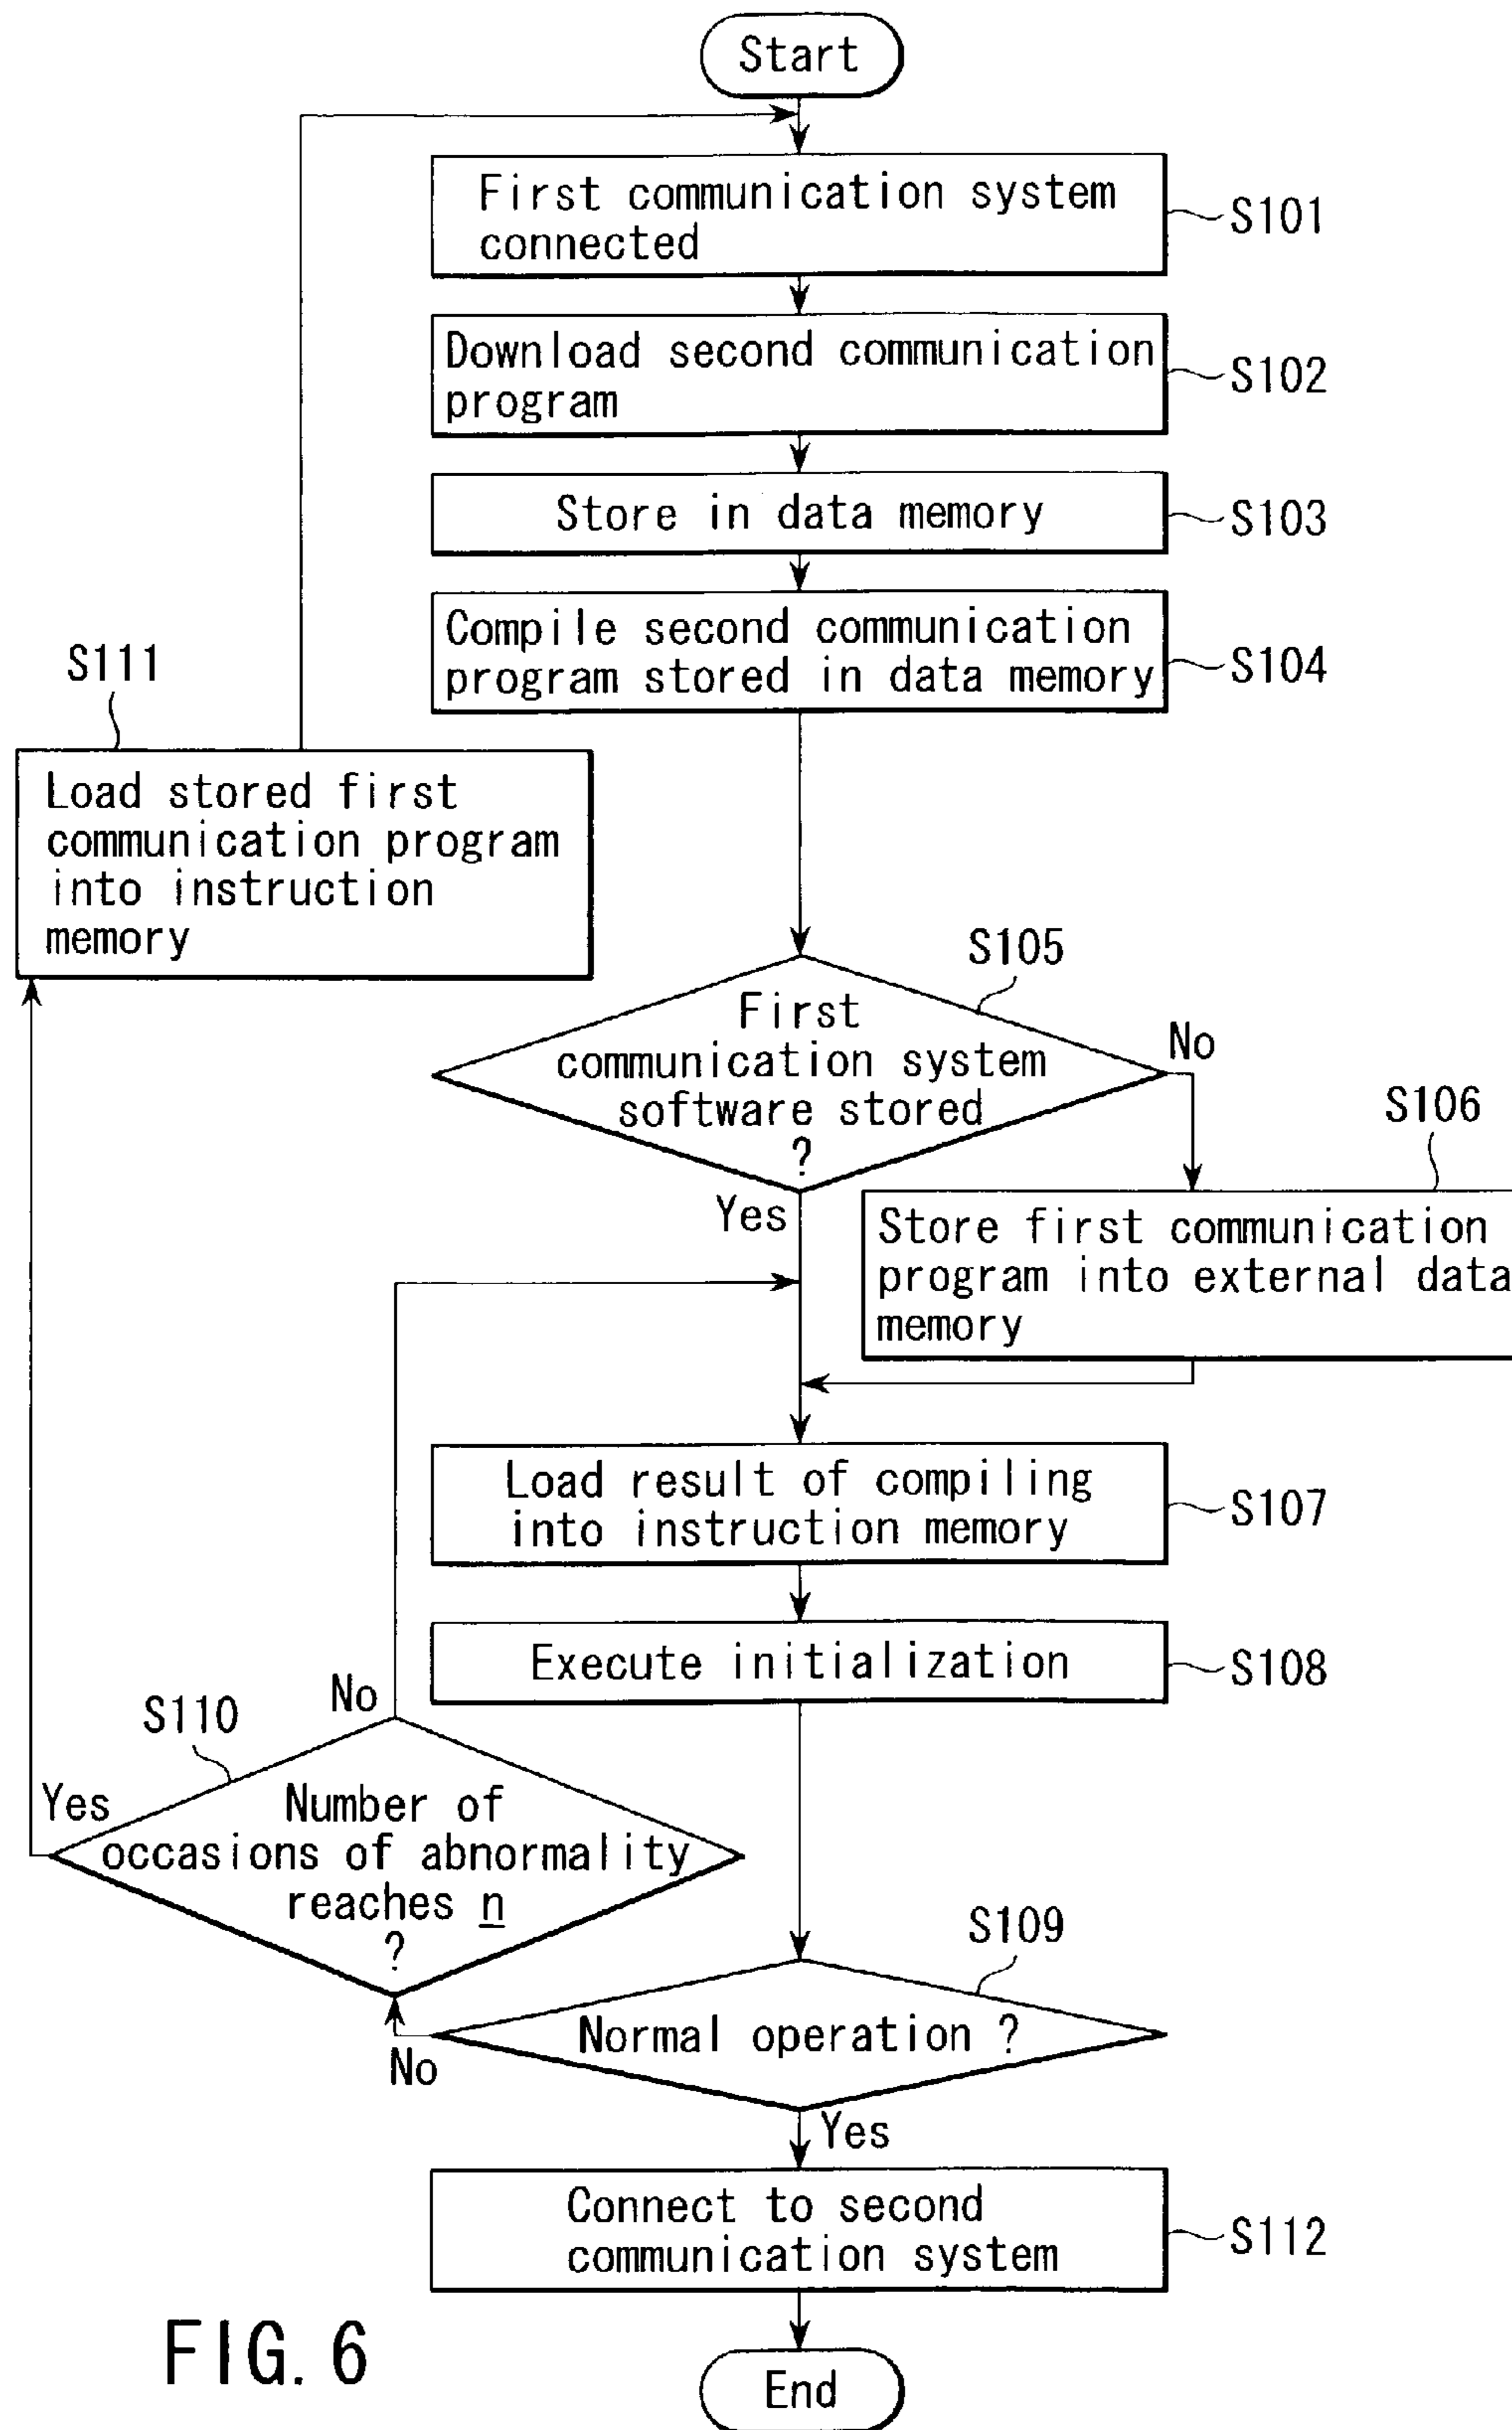 Start
First communication system
connected
S101
Download second communication
program
S102
Store in data memory
S103
Compile second communication
program stored in data memory
S104
S111
Load stored first
communication program
into instruction
memory
S105
First
communication system
software stored
?
No
Yes
S106
Store first communication
program into external data
memory
Load result of compiling
into instruction memory
S107
Execute initialization
S108
No
S110
Yes
Number of
occasions of abnormality
reaches n
?
S109
Normal operation ?
No
Yes
Connect to second
communication system
S112
FIG. 6
End